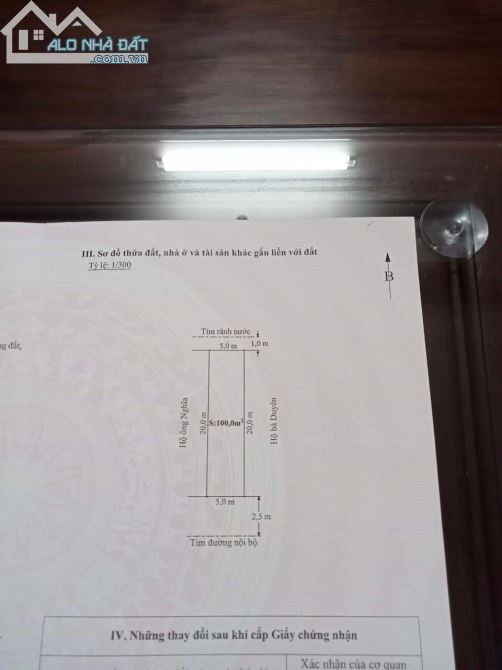 ALO NHÀ ĐẤT
.com.vn
III. Sơ đồ thửa đất, nhà ở và tài sản khác gắn liền với đất
Tỷ lệ: 1/300
B
ng đất,
Tim rãnh nước
5,0 m
1,0 m
Hộ ông Nghĩa
20,0 m
S:100,0m²
20,0 m
Hộ bà Duyên
5,0 m
2,5 m
Tim đường nội bộ
IV. Những thay đổi sau khi cấp Giấy chứng nhận
Xác nhận của cơ quan